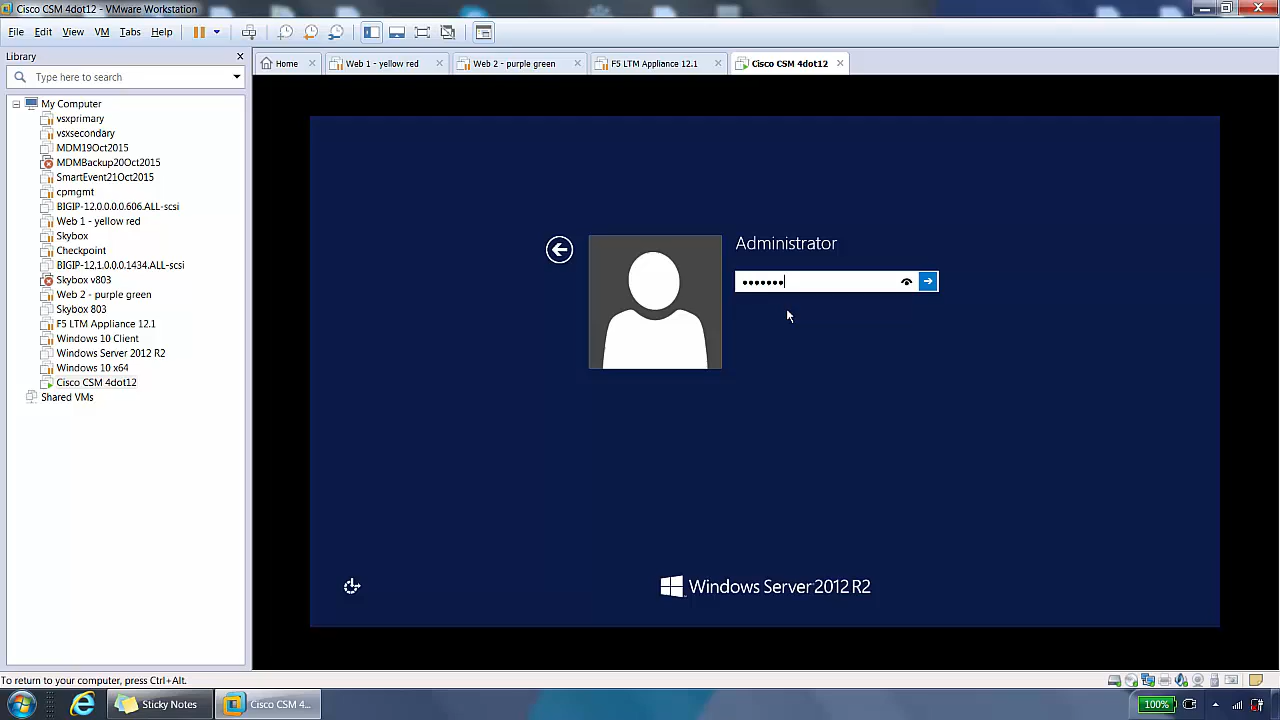 Cisco CSM 4dot12 - VMware Workstation
File Edit View VM Tabs Help
Library
Type here to search
My Computer
vsxprimary
vsxsecondary
MDM19Oct2015
MDMBackup20Oct2015
SmartEvent21Oct2015
cpmgmt
BIGIP-12.0.0.0.606.ALL-scsi
Web 1 - yellow red
Skybox
Checkpoint
BIGIP-12.1.0.0.1434.ALL-scsi
Skybox v803
Web 2 - purple green
Skybox 803
F5 LTM Appliance 12.1
Windows 10 Client
Windows Server 2012 R2
Windows 10 x64
Cisco CSM 4dot12
Shared VMs
Home Web 1 - yellow red Web 2 - purple green F5 LTM Appliance 12.1 Cisco CSM 4dot12
Administrator
Windows Server 2012 R2
To return to your computer, press Ctrl+Alt.
Sticky Notes Cisco CSM 4... 100%